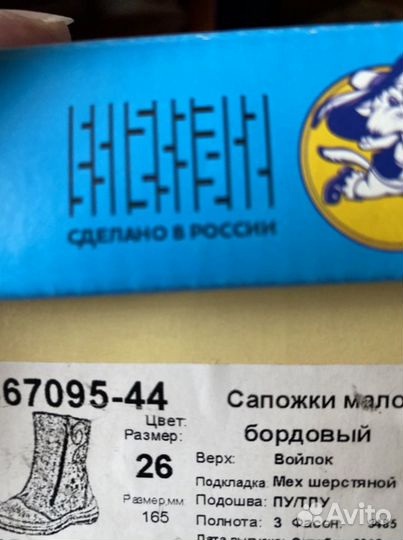 СДЕЛАНО В РОССИИ
67095-44
Сапожки мало
Цвет:
бордовый
Размер:
26
Верх: Войлок
Подкладка: Мех шерстяной
Размер,мм
165
Подошва: ПУ/ТПУ
Полнота: 3 Фасон:
Avito